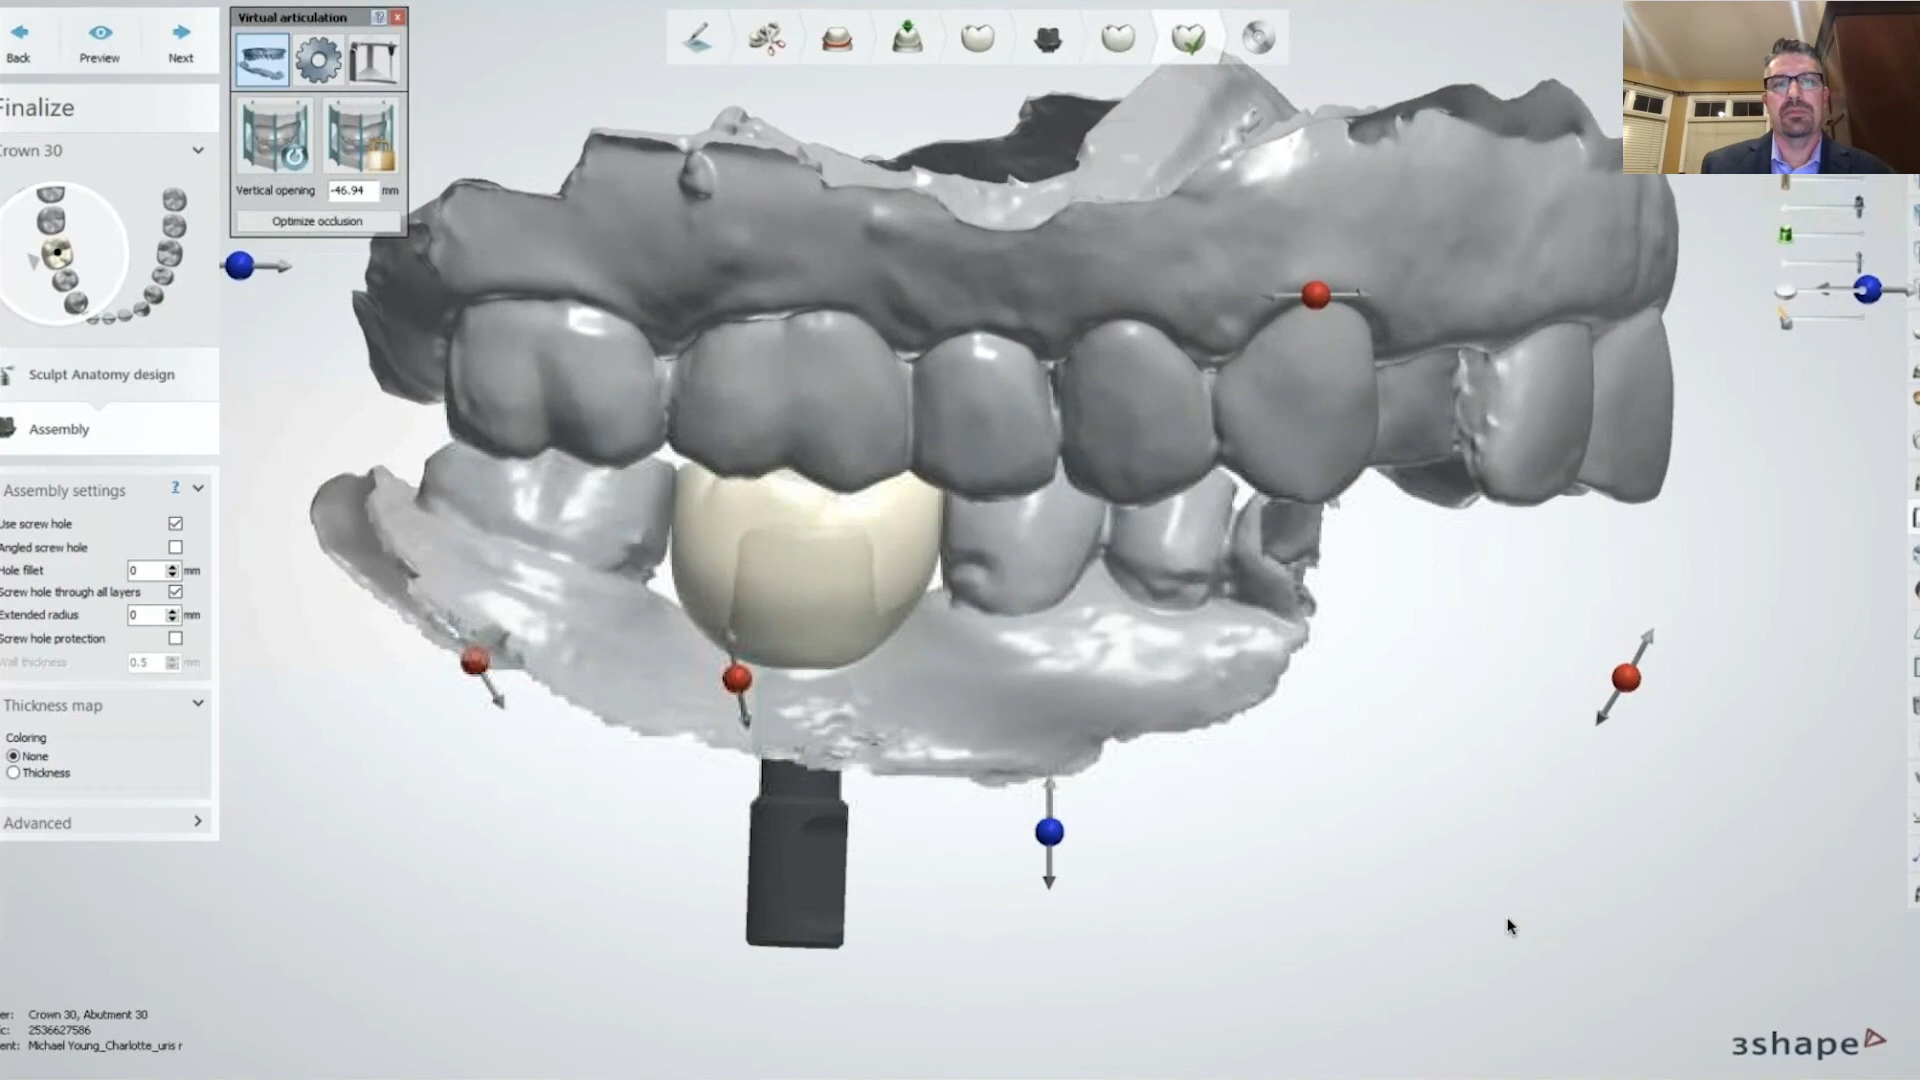 Back
Preview
Next
Virtual articulation
?
x
Finalize
Crown 30
Vertical opening -46.94 mm
Optimize occlusion
Sculpt Anatomy design
Assembly
Assembly settings ?
Use screw hole
Angled screw hole
Hole fillet 0 mm
Screw hole through all layers
Extended radius 0 mm
Screw hole protection
Wall thickness 0.5 mm
Thickness map
Coloring
None
Thickness
Advanced
er: Crown 30, Abutment 30
ic: 2536627586
ent: Michael Young_Charlotte_uris r
3shape